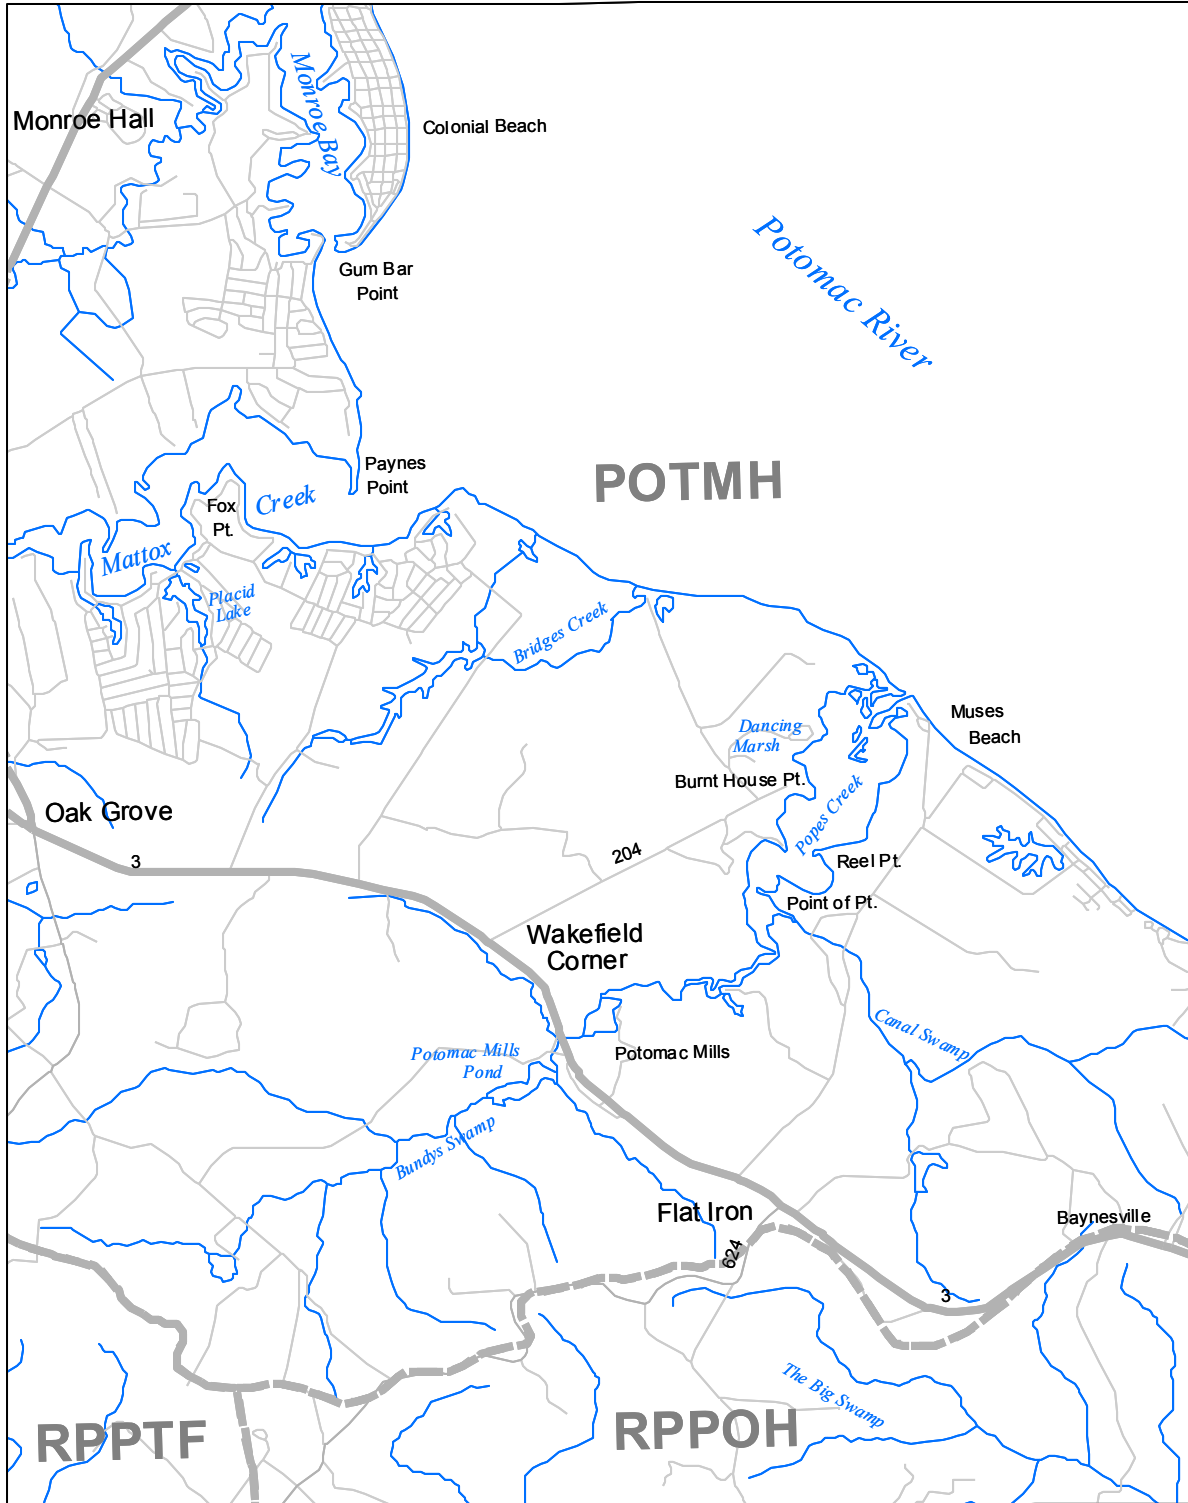 Monroe Bay
Monroe Hall
Colonial Beach
Potomac River
Gum Bar
Point
POTMH
Paynes
Point
Creek
Fox
Pt.
Mattox
Placid
Lake
Bridges Creek
Muses
Beach
Dancing
Marsh
Burnt House Pt.
Popes Creek
Oak Grove
3
204
Reel Pt.
Point of Pt.
Wakefield
Corner
Canal Swamp
Potomac Mills
Pond
Potomac Mills
Bundys Swamp
Flat Iron
624
Baynesville
3
The Big Swamp
RPPTF
RPPOH